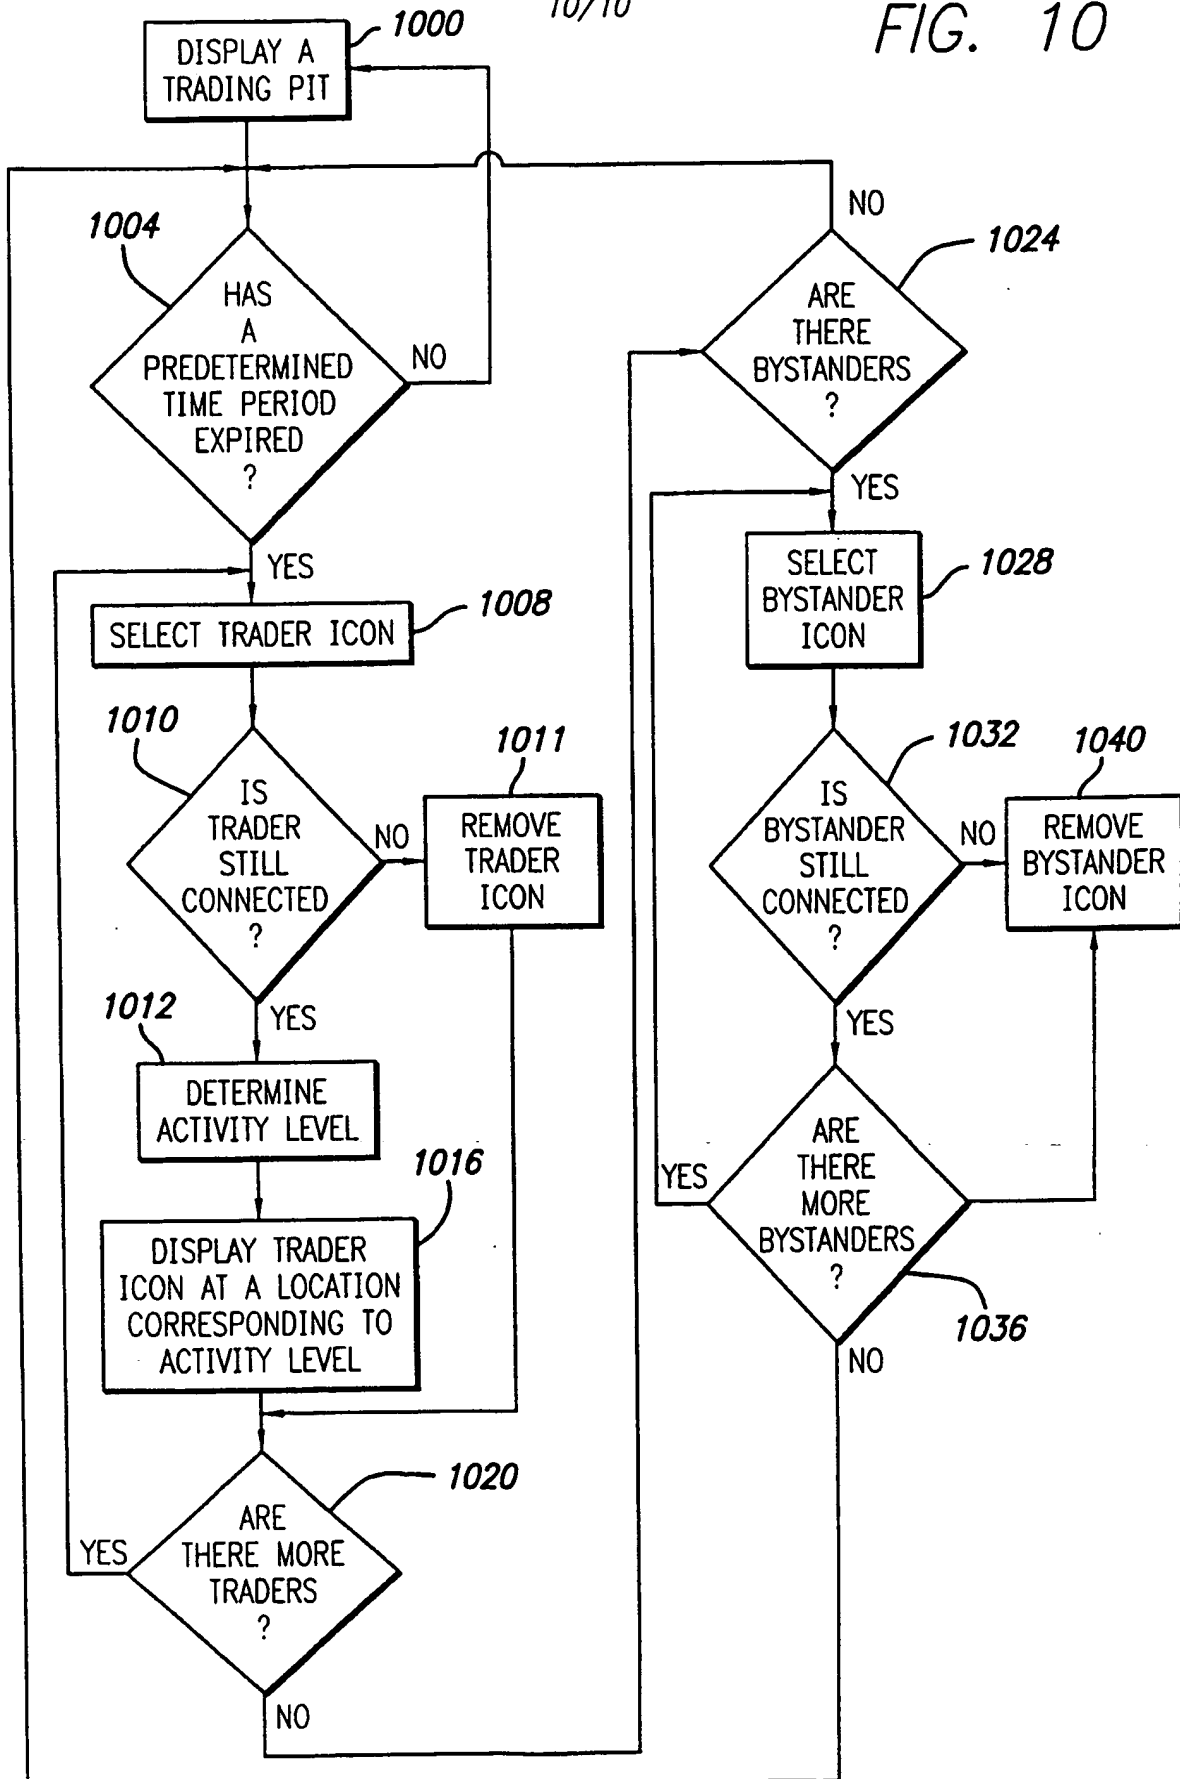 10/10
FIG. 10
1000
DISPLAY A
TRADING PIT
1004
HAS
A
PREDETERMINED
TIME PERIOD
EXPIRED
?
NO
YES
1008
SELECT TRADER ICON
1010
IS
TRADER
STILL
CONNECTED
?
NO
1011
REMOVE
TRADER
ICON
YES
1012
DETERMINE
ACTIVITY LEVEL
1016
DISPLAY TRADER
ICON AT A LOCATION
CORRESPONDING TO
ACTIVITY LEVEL
1020
ARE
THERE MORE
TRADERS
?
YES
NO
NO
1024
ARE
THERE
BYSTANDERS
?
YES
1028
SELECT
BYSTANDER
ICON
1032
IS
BYSTANDER
STILL
CONNECTED
?
NO
1040
REMOVE
BYSTANDER
ICON
YES
ARE
THERE
MORE
BYSTANDERS
?
YES
1036
NO